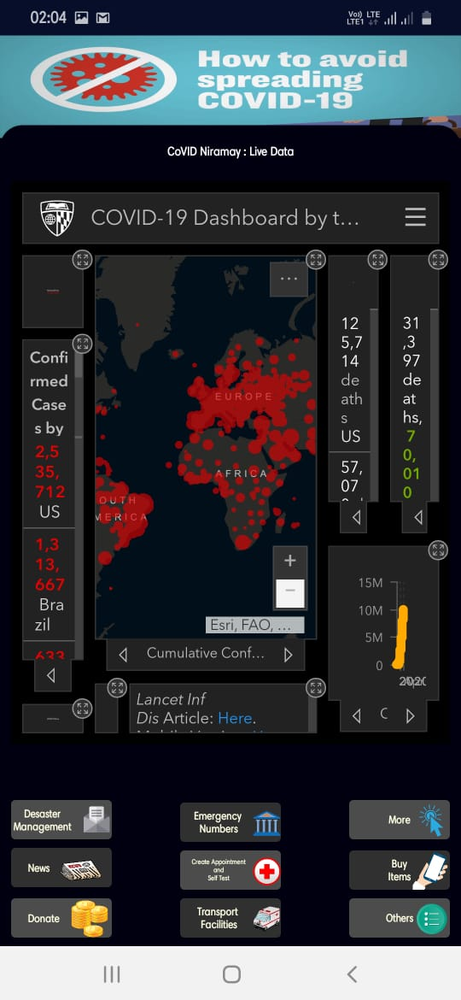 02:04
Vo)) LTE
LTE1
How to avoid
spreading
COVID-19
CoVID Niramay : Live Data
COVID-19 Dashboard by t...
Confi
rmed
Case
s by
2,5
35,
712
US
1,3
13,
667
Bra
zil
633
EUROPE
AFRICA
OUTH
MERICA
+
−
Esri, FAO, ...
Cumulative Conf...
12
5,7
14
de
ath
s
US
57,
07
31
,3
97
de
at
hs,
7
0,
01
0
15M
10M
5M
0
Lancet Inf
Dis Article: Here.
C
Desaster
Management
Emergency
Numbers
More
News
Create Appointment
and
Self Test
Buy
Items
Donate
Transport
Facilities
Others